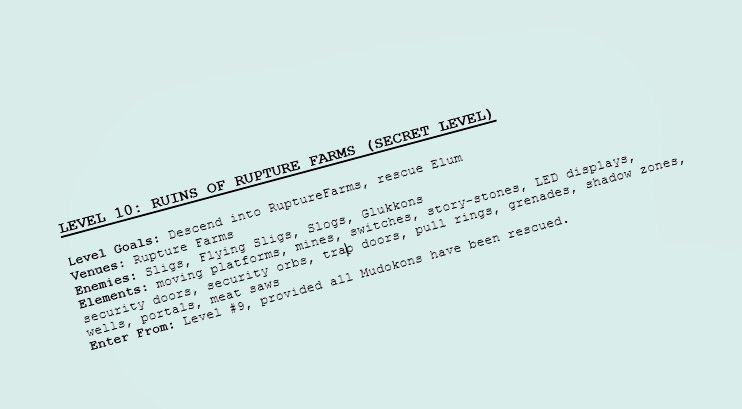 LEVEL 10: RUINS OF RUPTURE FARMS (SECRET LEVEL)
Level Goals: Descend into RuptureFarms, rescue Elum
Venues: Rupture Farms
Enemies: Sligs, Flying Sligs, Slogs, Glukkons
Elements: moving platforms, mines, switches, story-stones, LED displays,
security doors, security orbs, trap doors, pull rings, grenades, shadow zones,
wells, portals, meat saws
Enter From: Level #9, provided all Mudokons have been rescued.